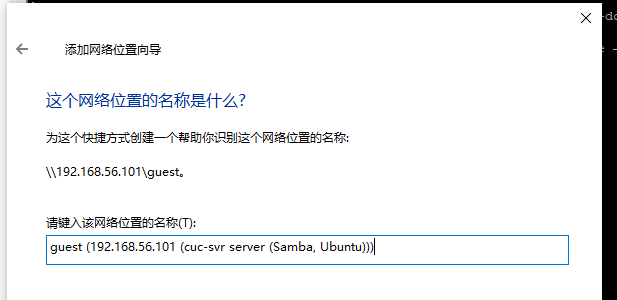 -do
添加网络位置向导
这个网络位置的名称是什么?
为这个快捷方式创建一个帮助你识别这个网络位置的名称:
\\192.168.56.101\guest。
请键入该网络位置的名称(T):
guest (192.168.56.101 (cuc-svr server (Samba, Ubuntu)))